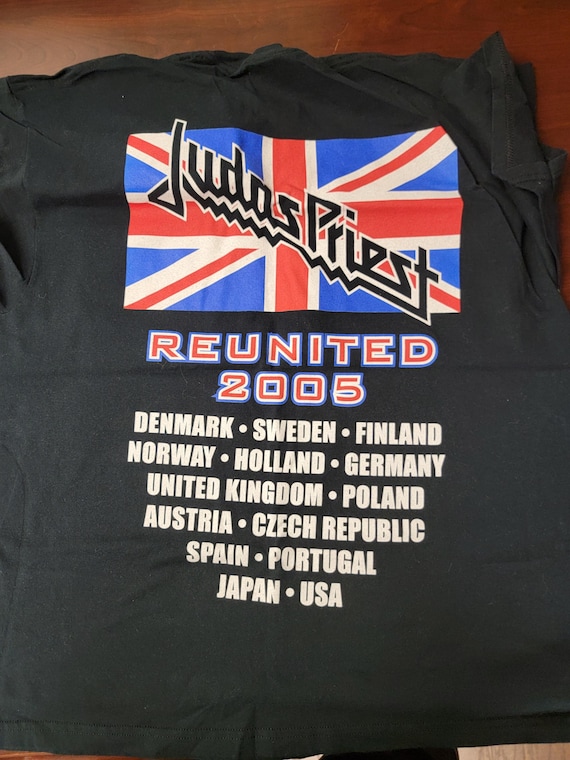 Judas Priest
REUNITED
2005
DENMARK • SWEDEN • FINLAND
NORWAY • HOLLAND • GERMANY
UNITED KINGDOM • POLAND
AUSTRIA • CZECH REPUBLIC
SPAIN • PORTUGAL
JAPAN • USA